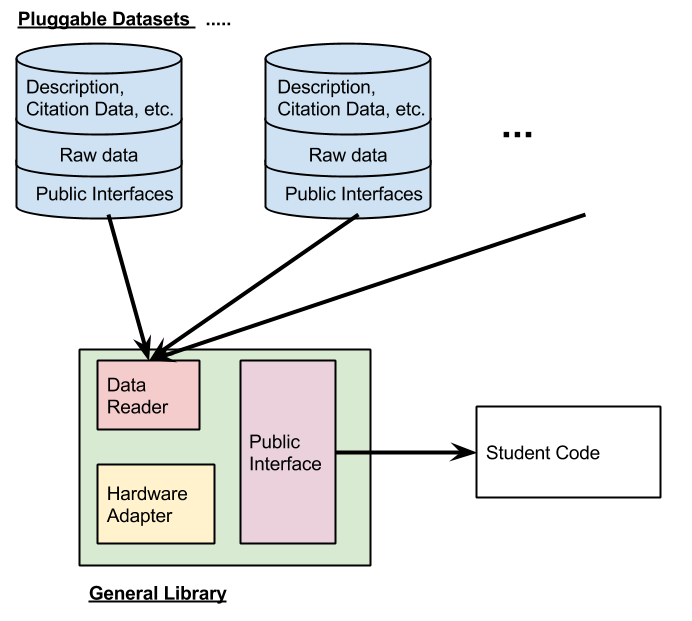 Pluggable Datasets .....
Description,
Citation Data, etc.
Raw data
Public Interfaces
Description,
Citation Data, etc.
Raw data
Public Interfaces
...
Data
Reader
Hardware
Adapter
Public
Interface
Student Code
General Library